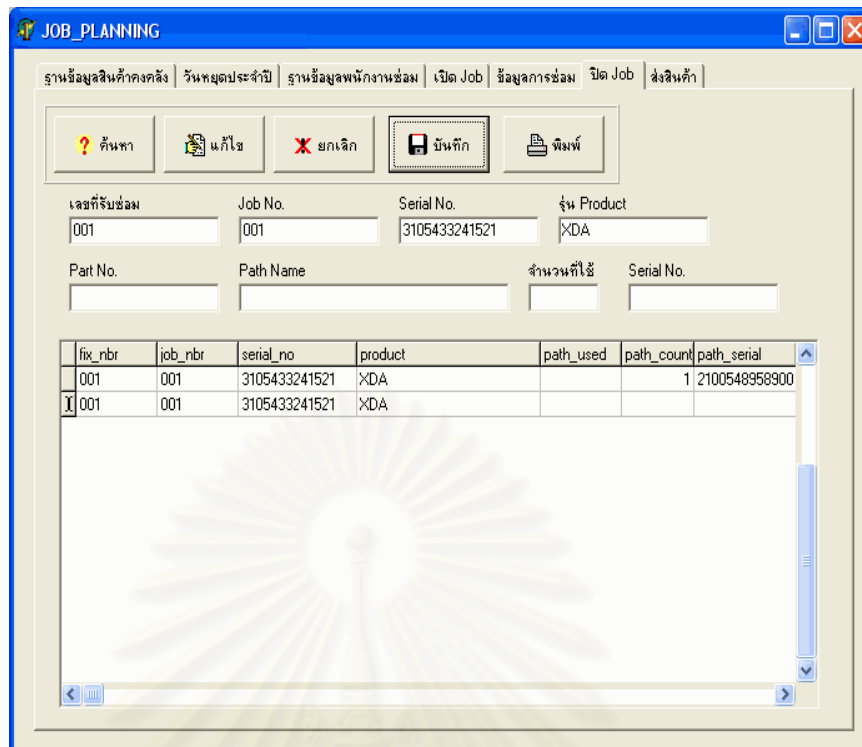 JOB_PLANNING
ฐานข้อมูลสินค้าคงคลัง วันหยุดประจำปี ฐานข้อมูลพนักงานซ่อม เปิด Job ข้อมูลการซ่อม ปิด Job ส่งสินค้า
? ค้นหา แก้ไข ยกเลิก บันทึก พิมพ์
เลขที่รับซ่อม Job No. Serial No. รุ่น Product
001 001 3105433241521 XDA
Part No. Path Name จำนวนที่ใช้ Serial No.
fix_nbr job_nbr serial_no product path_used path_count path_serial
001 001 3105433241521 XDA 1 2100548958900
001 001 3105433241521 XDA